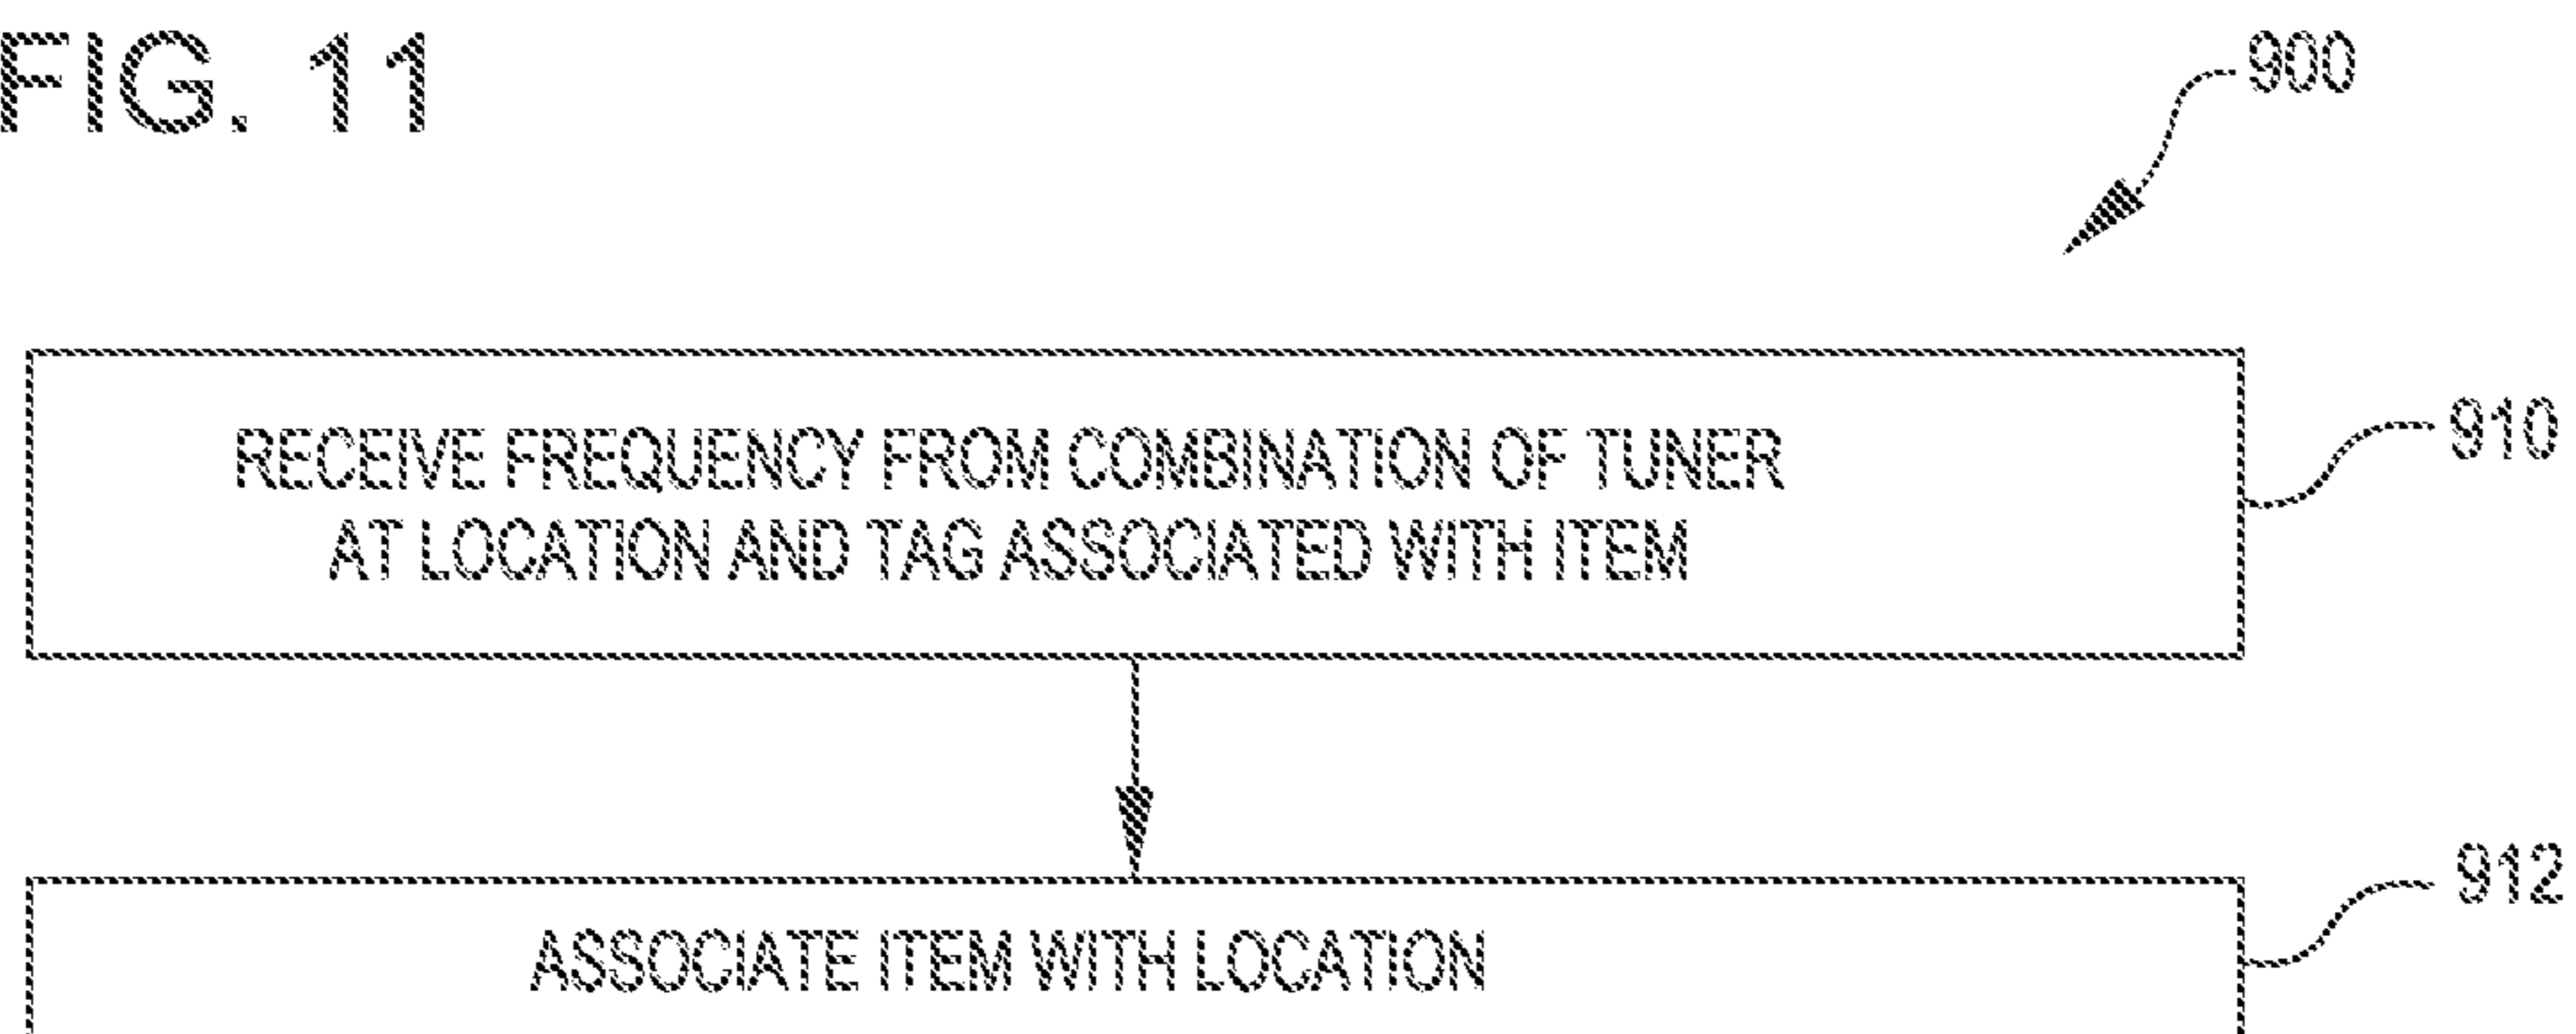 FIG. 11
900
RECEIVE FREQUENCY FROM COMBINATION OF TUNER
AT LOCATION AND TAG ASSOCIATED WITH ITEM
910
ASSOCIATE ITEM WITH LOCATION
912